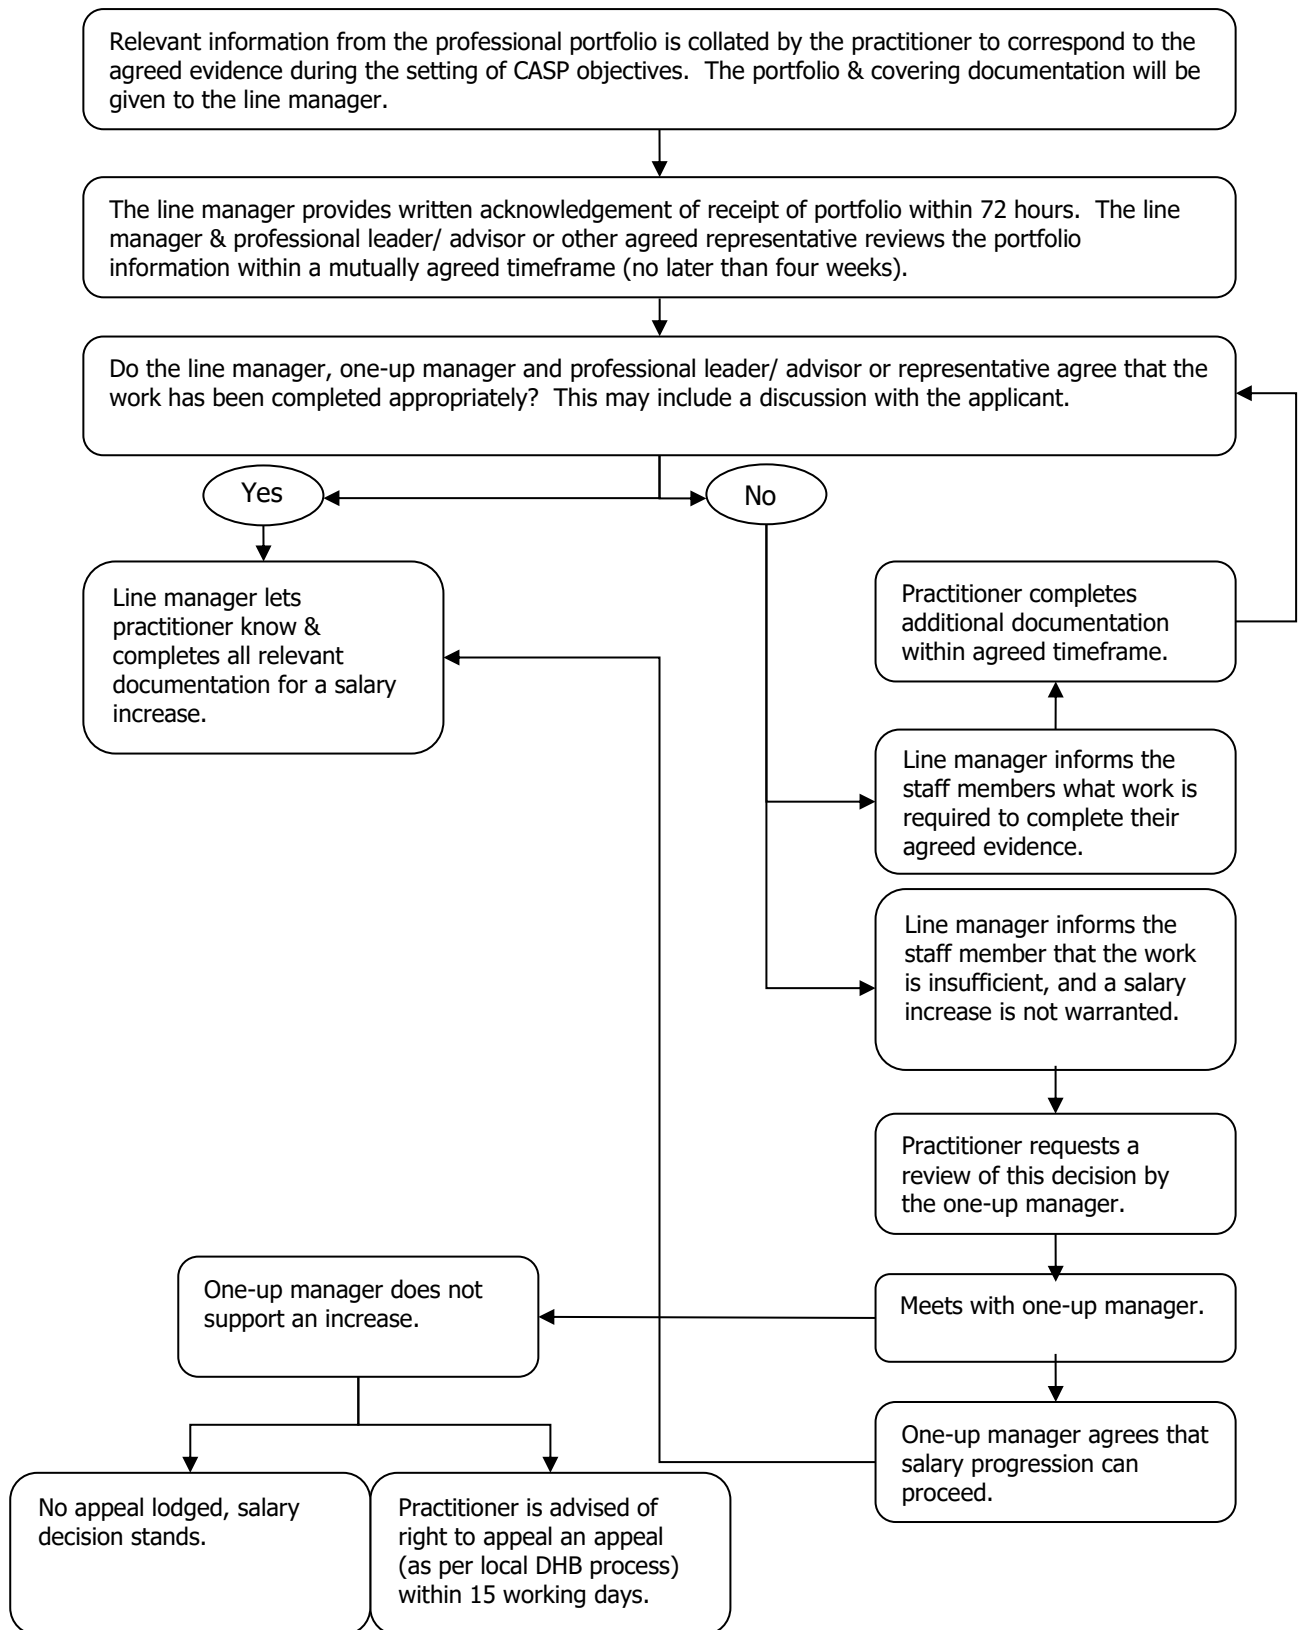 Relevant information from the professional portfolio is collated by the practitioner to correspond to the
agreed evidence during the setting of CASP objectives.  The portfolio & covering documentation will be
given to the line manager.
The line manager provides written acknowledgement of receipt of portfolio within 72 hours.  The line
manager & professional leader/ advisor or other agreed representative reviews the portfolio
information within a mutually agreed timeframe (no later than four weeks).
Do the line manager, one-up manager and professional leader/ advisor or representative agree that the
work has been completed appropriately?  This may include a discussion with the applicant.
Yes
No
Line manager lets
practitioner know &
completes all relevant
documentation for a salary
increase.
Practitioner completes
additional documentation
within agreed timeframe.
Line manager informs the
staff members what work is
required to complete their
agreed evidence.
Line manager informs the
staff member that the work
is insufficient, and a salary
increase is not warranted.
Practitioner requests a
review of this decision by
the one-up manager.
Meets with one-up manager.
One-up manager does not
support an increase.
One-up manager agrees that
salary progression can
proceed.
No appeal lodged, salary
decision stands.
Practitioner is advised of
right to appeal an appeal
(as per local DHB process)
within 15 working days.